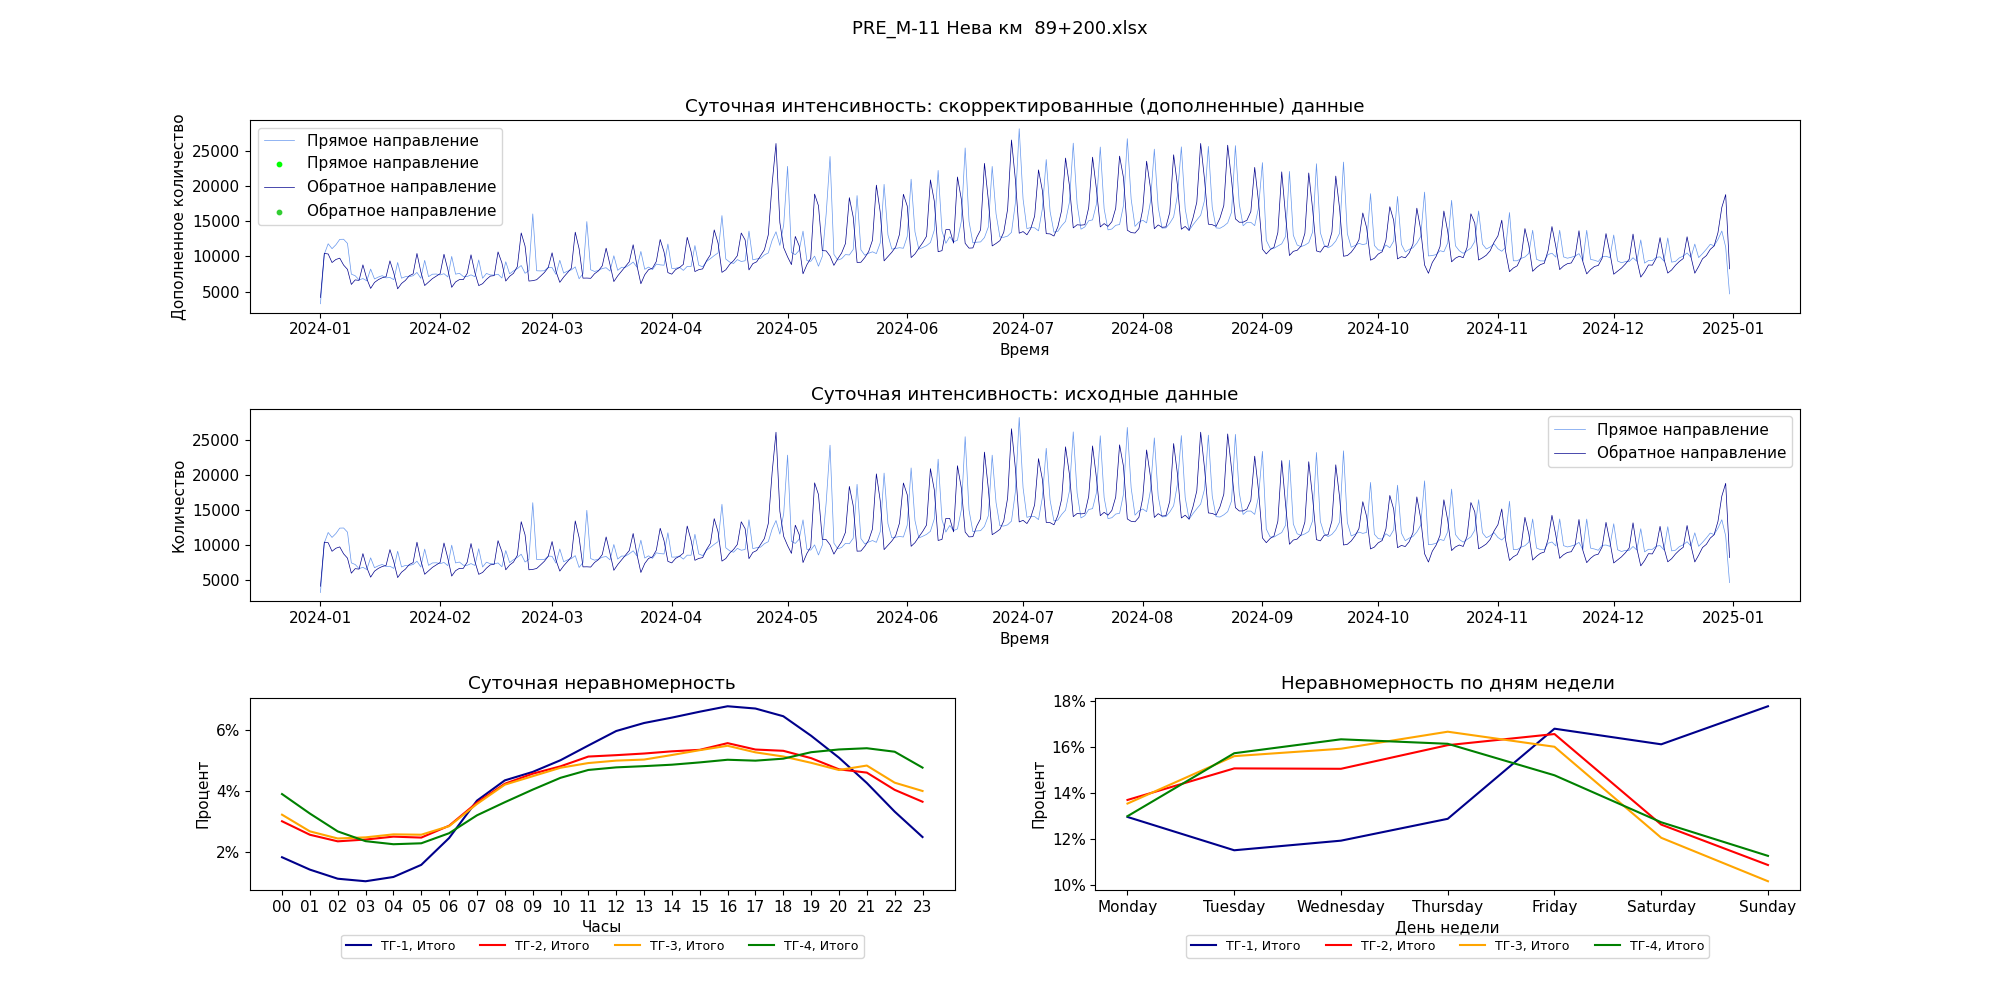 PRE_М-11 Нева км  89+200.xlsx
Суточная интенсивность: скорректированные (дополненные) данные
Дополненное количество
25000
20000
15000
10000
5000
Прямое направление
Прямое направление
Обратное направление
Обратное направление
2024-01 2024-02 2024-03 2024-04 2024-05 2024-06 2024-07 2024-08 2024-09 2024-10 2024-11 2024-12 2025-01
Время
Суточная интенсивность: исходные данные
Количество
25000
20000
15000
10000
5000
Прямое направление
Обратное направление
2024-01 2024-02 2024-03 2024-04 2024-05 2024-06 2024-07 2024-08 2024-09 2024-10 2024-11 2024-12 2025-01
Время
Суточная неравномерность
Процент
6%
4%
2%
00 01 02 03 04 05 06 07 08 09 10 11 12 13 14 15 16 17 18 19 20 21 22 23
Часы
ТГ-1, Итого ТГ-2, Итого ТГ-3, Итого ТГ-4, Итого
Неравномерность по дням недели
Процент
18%
16%
14%
12%
10%
Monday Tuesday Wednesday Thursday Friday Saturday Sunday
День недели
ТГ-1, Итого ТГ-2, Итого ТГ-3, Итого ТГ-4, Итого